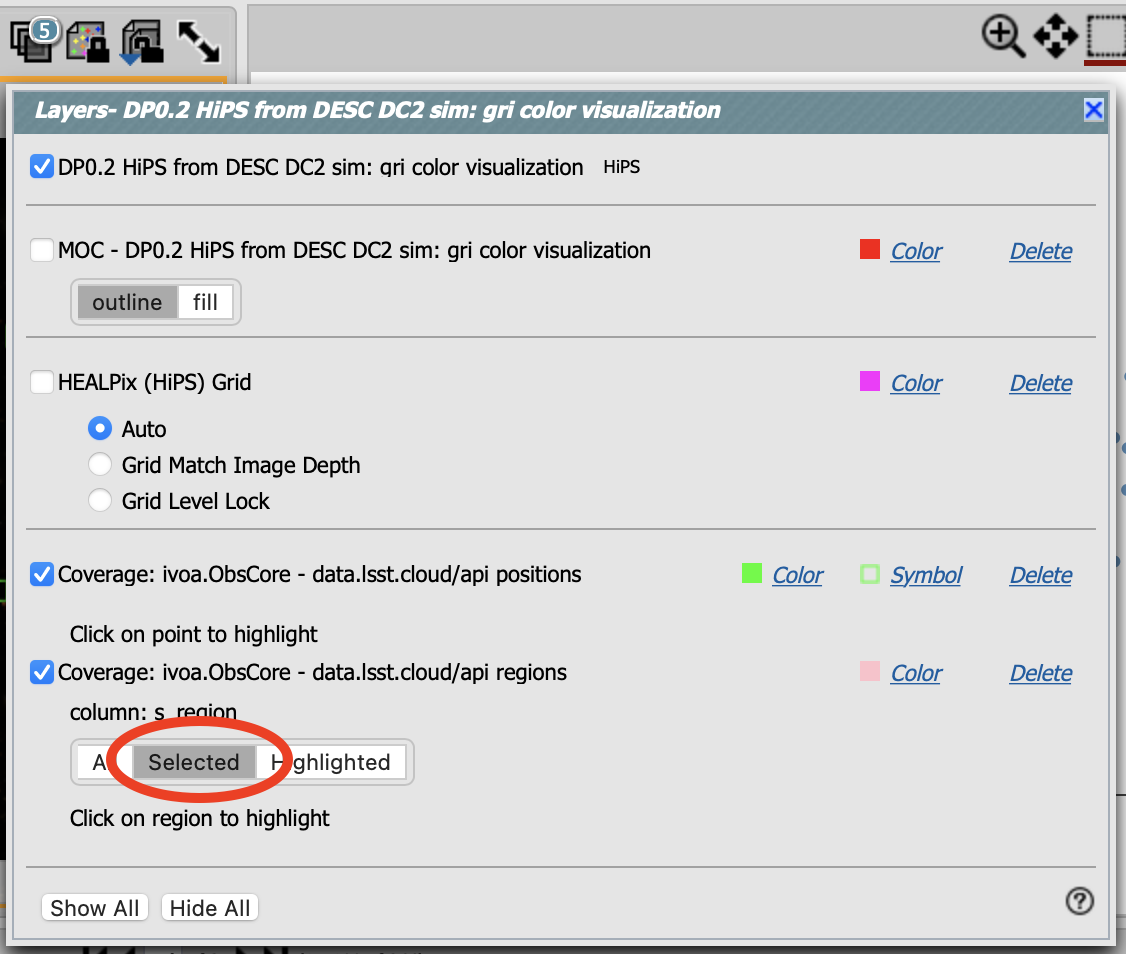 5
Layers- DP0.2 HiPS from DESC DC2 sim: gri color visualization
DP0.2 HiPS from DESC DC2 sim: gri color visualization HiPS
MOC - DP0.2 HiPS from DESC DC2 sim: gri color visualization Color Delete
outline fill
HEALPix (HiPS) Grid Color Delete
Auto
Grid Match Image Depth
Grid Level Lock
Coverage: ivoa.ObsCore - data.lsst.cloud/api positions Color Symbol Delete
Click on point to highlight
Coverage: ivoa.ObsCore - data.lsst.cloud/api regions Color Delete
column: s_region
Selected Highlighted
Click on region to highlight
Show All Hide All